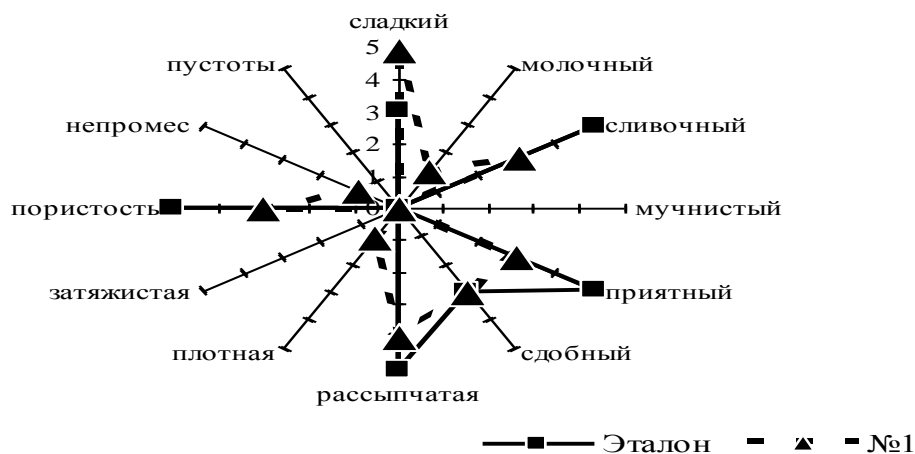 сладкий
5
пустоты
молочный
4
непромес
3
сливочный
2
1
пористость
0
мучнистый
затяжистая
приятный
плотная
сдобный
рассыпчатая
Эталон
№1